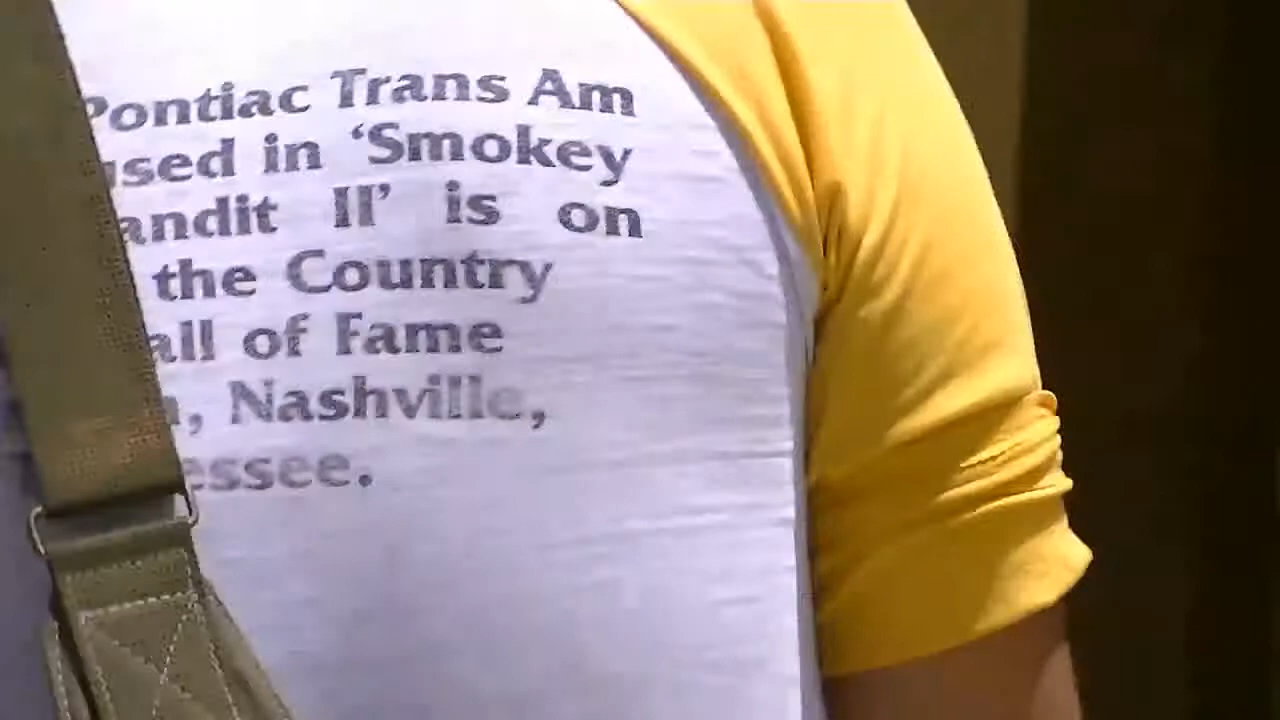 Pontiac Trans Am
used in ‘Smokey
andit II’ is on
the Country
all of Fame
, Nashville,
essee.